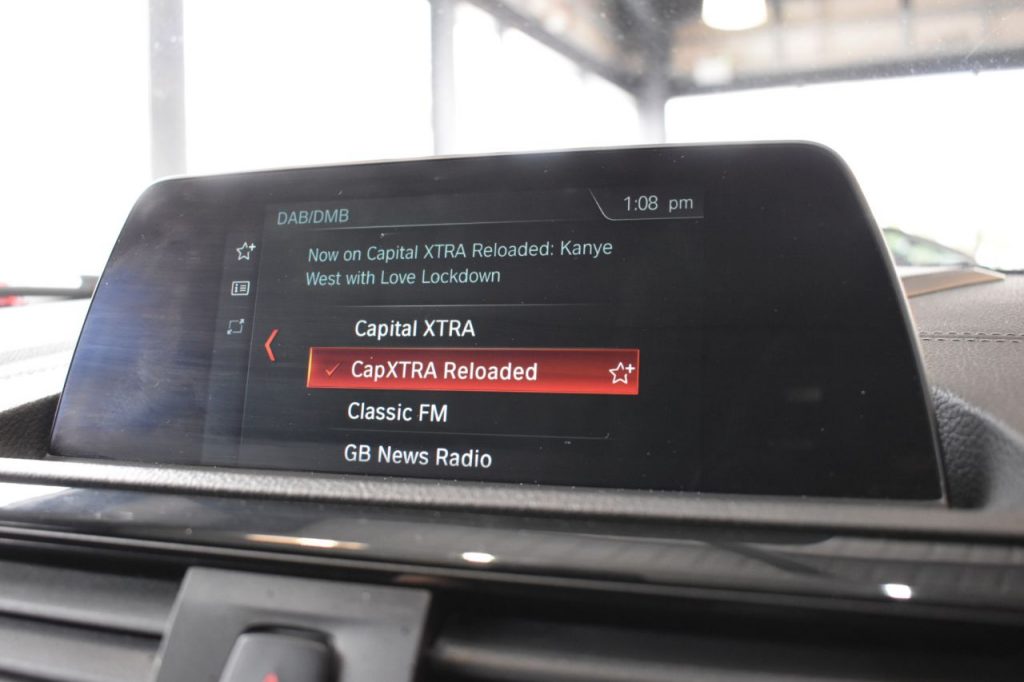 DAB/DMB
1:08 pm
Now on Capital XTRA Reloaded: Kanye
West with Love Lockdown
Capital XTRA
CapXTRA Reloaded
Classic FM
GB News Radio